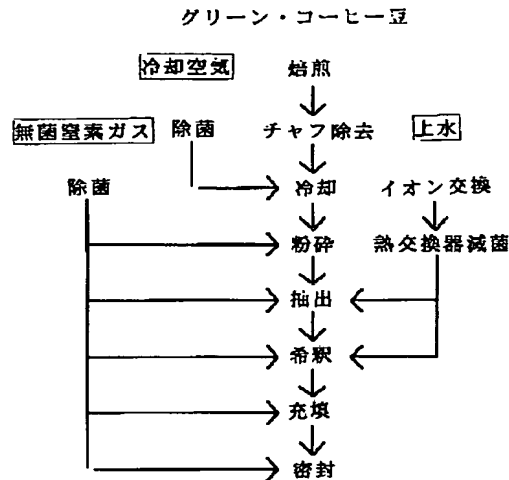 グリーン・コーヒー豆
冷却空気 焙煎
無菌窒素ガス 除菌 チャフ除去 上水
除菌 冷却 イオン交換
粉砕 熱交換器滅菌
抽出
希釈
充填
密封